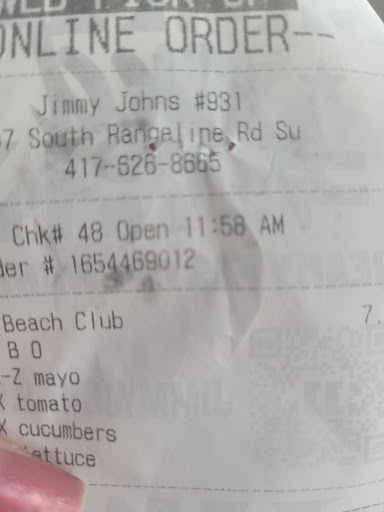 ONLINE ORDER--
Jimmy Johns #931
7 South Rangeline Rd Su
417-626-8665
Chk# 48 Open 11:58 AM
der # 1654469012
Beach Club
7.
B O
-Z mayo
X tomato
X cucumbers
lettuce